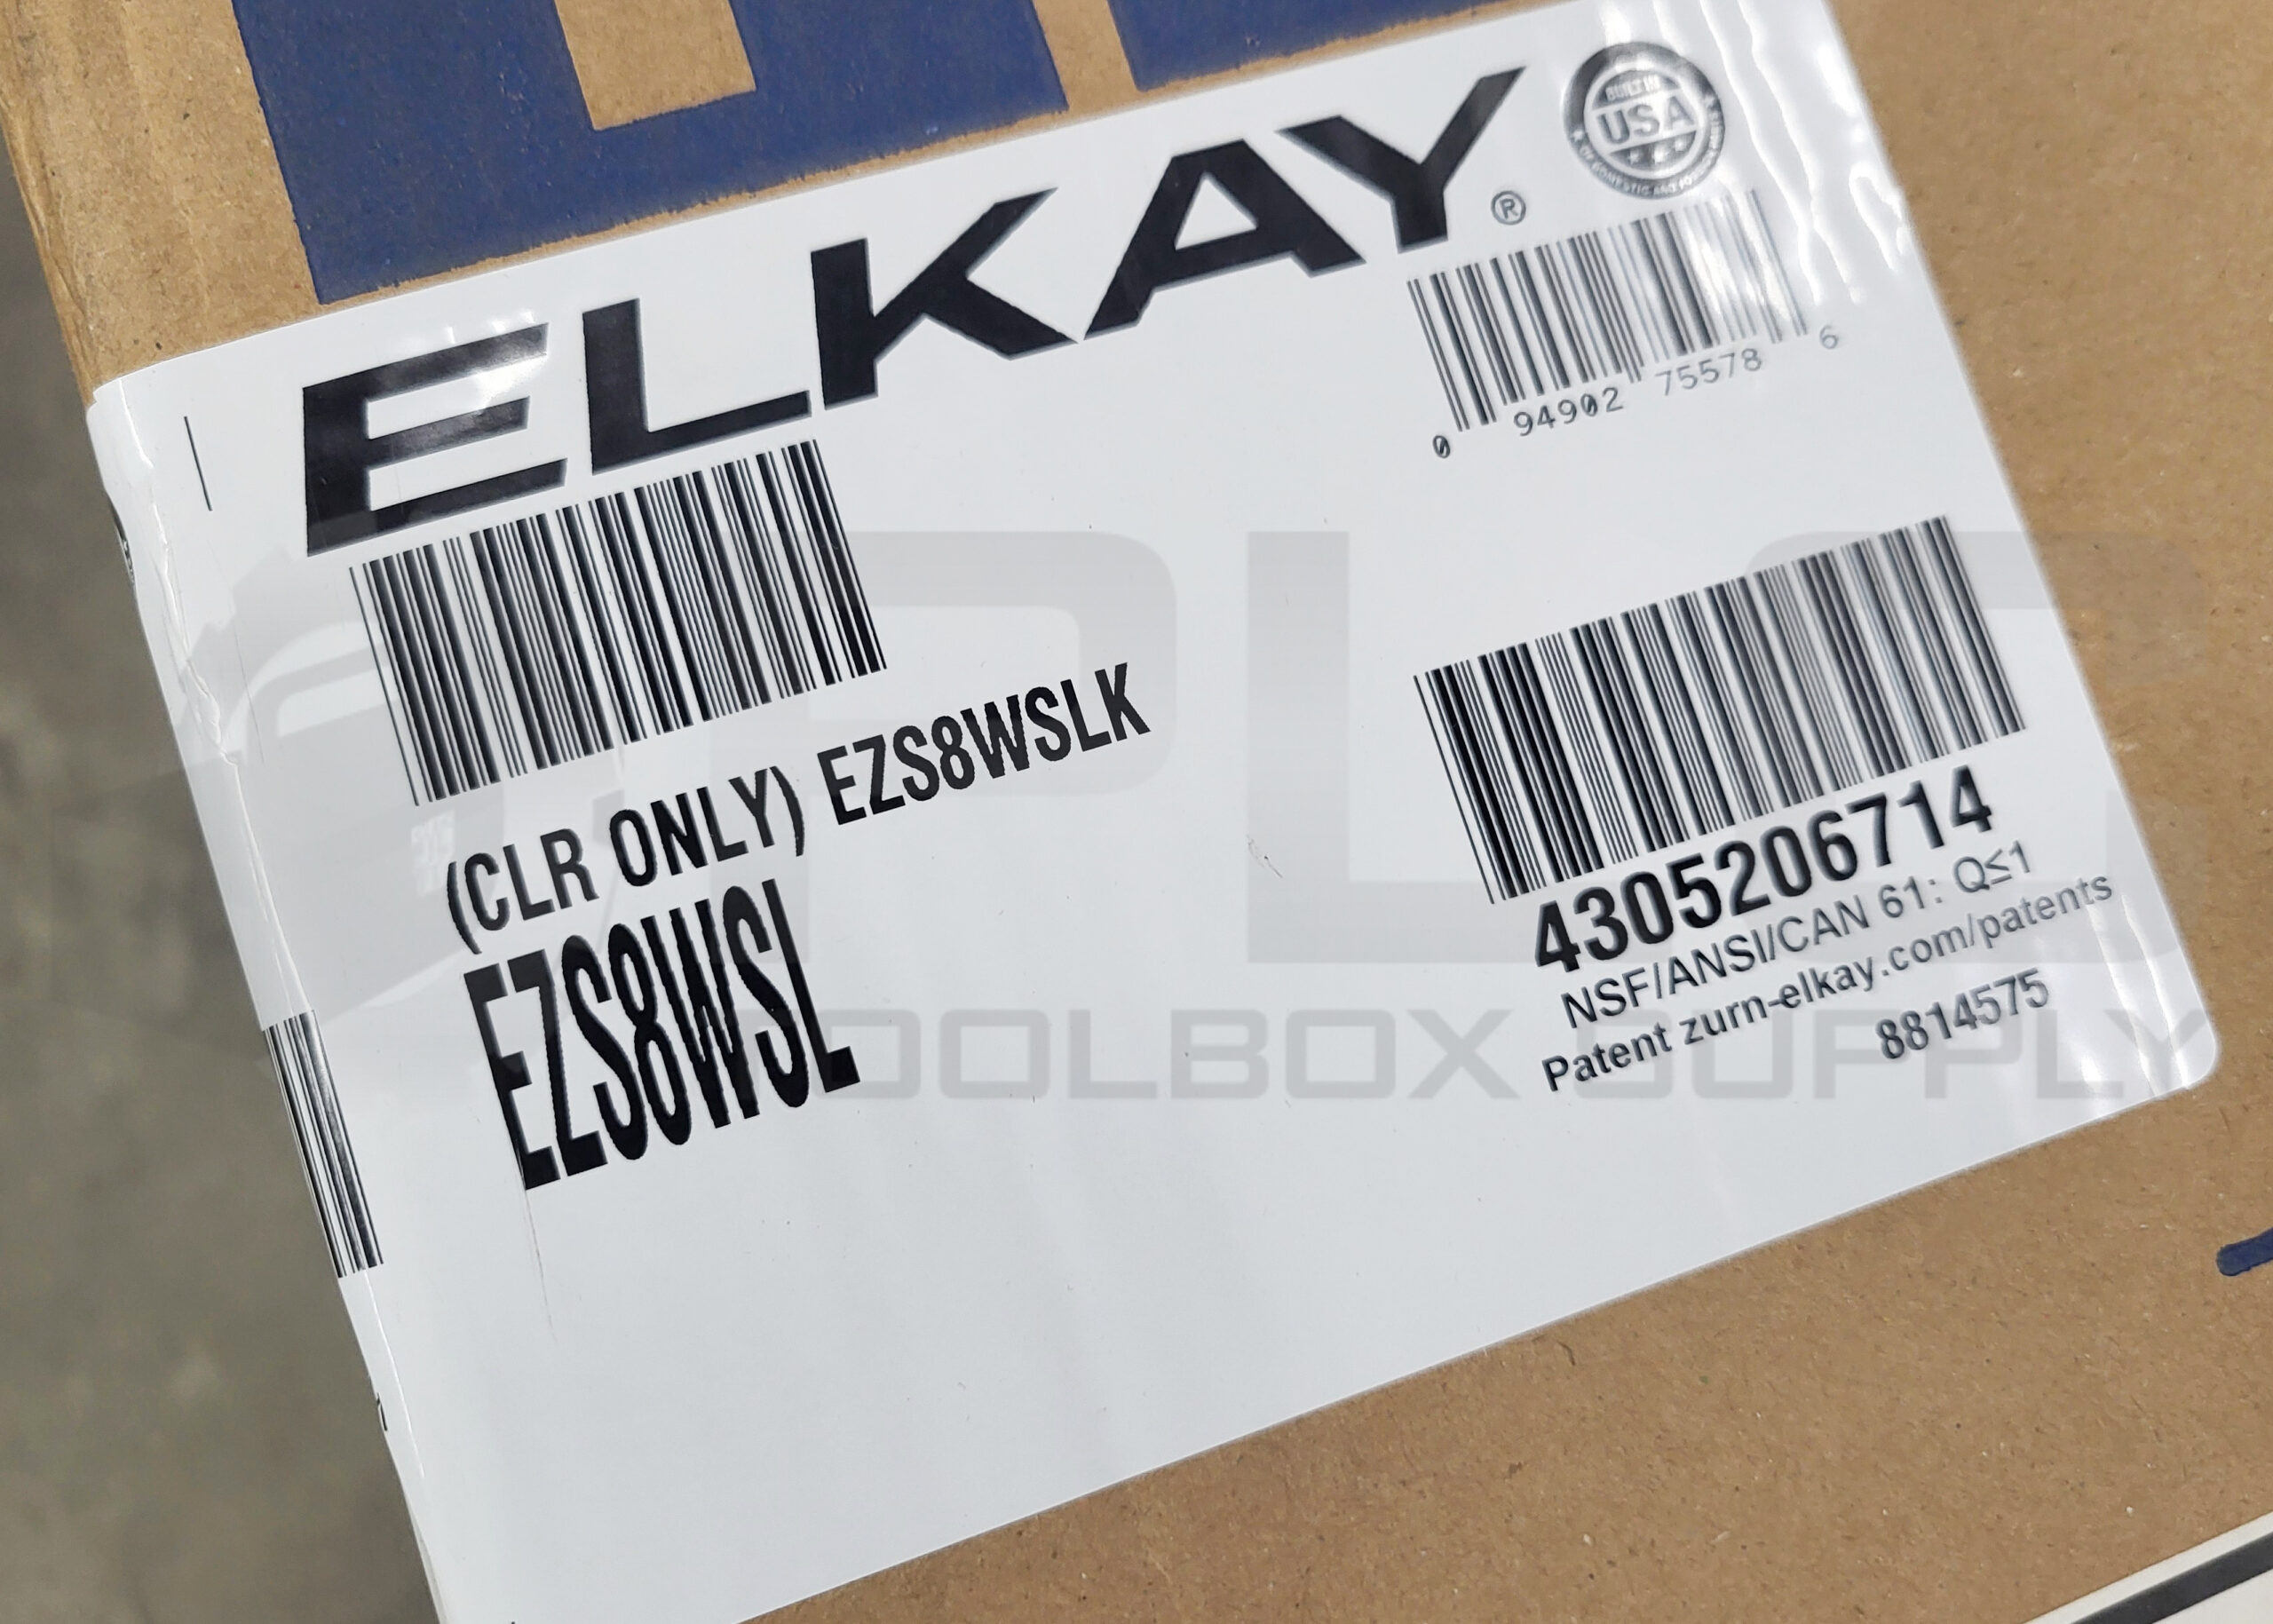 ELKAY®
BUILT IN
USA
0 94902 75578 6
(CLR ONLY) EZS8WSLK
EZS8WSL
4305206714
NSF/ANSI/CAN 61: Q≤1
Patent zurn-elkay.com/patents
8814575
PLC
TOOLBOX SUPPLY